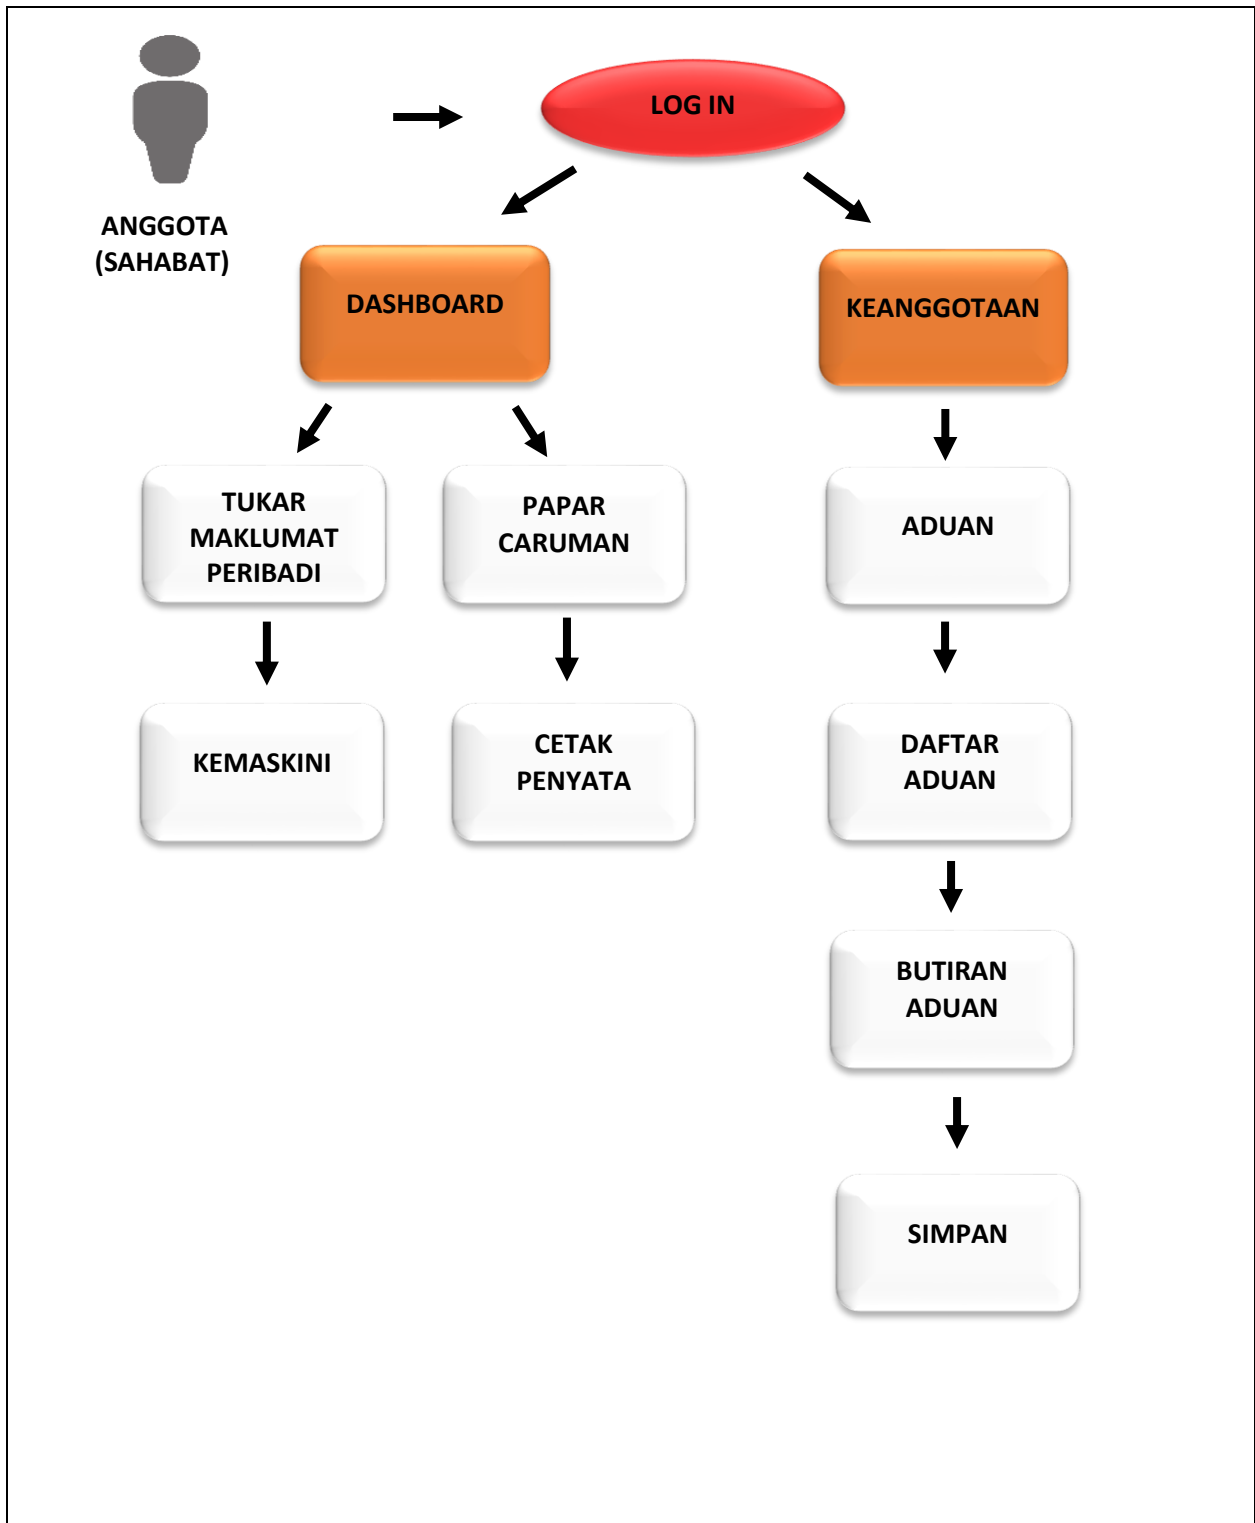 LOG IN
ANGGOTA
(SAHABAT)
DASHBOARD
KEANGGOTAAN
TUKAR
MAKLUMAT
PERIBADI
PAPAR
CARUMAN
ADUAN
KEMASKINI
CETAK
PENYATA
DAFTAR
ADUAN
BUTIRAN
ADUAN
SIMPAN